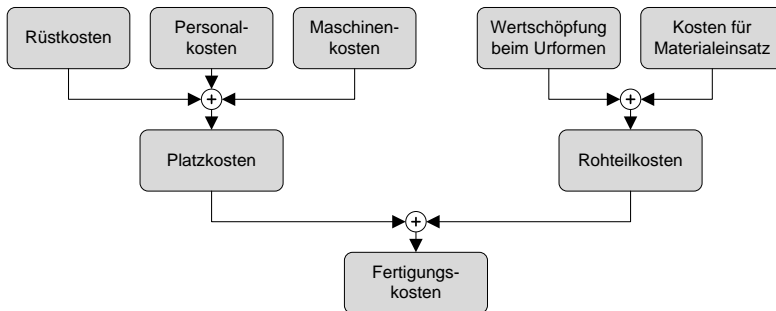 Rüstkosten
Personal-
kosten
Maschinen-
kosten
Wertschöpfung
beim Urformen
Kosten für
Materialeinsatz
+
+
Platzkosten
Rohteilkosten
+
Fertigungs-
kosten